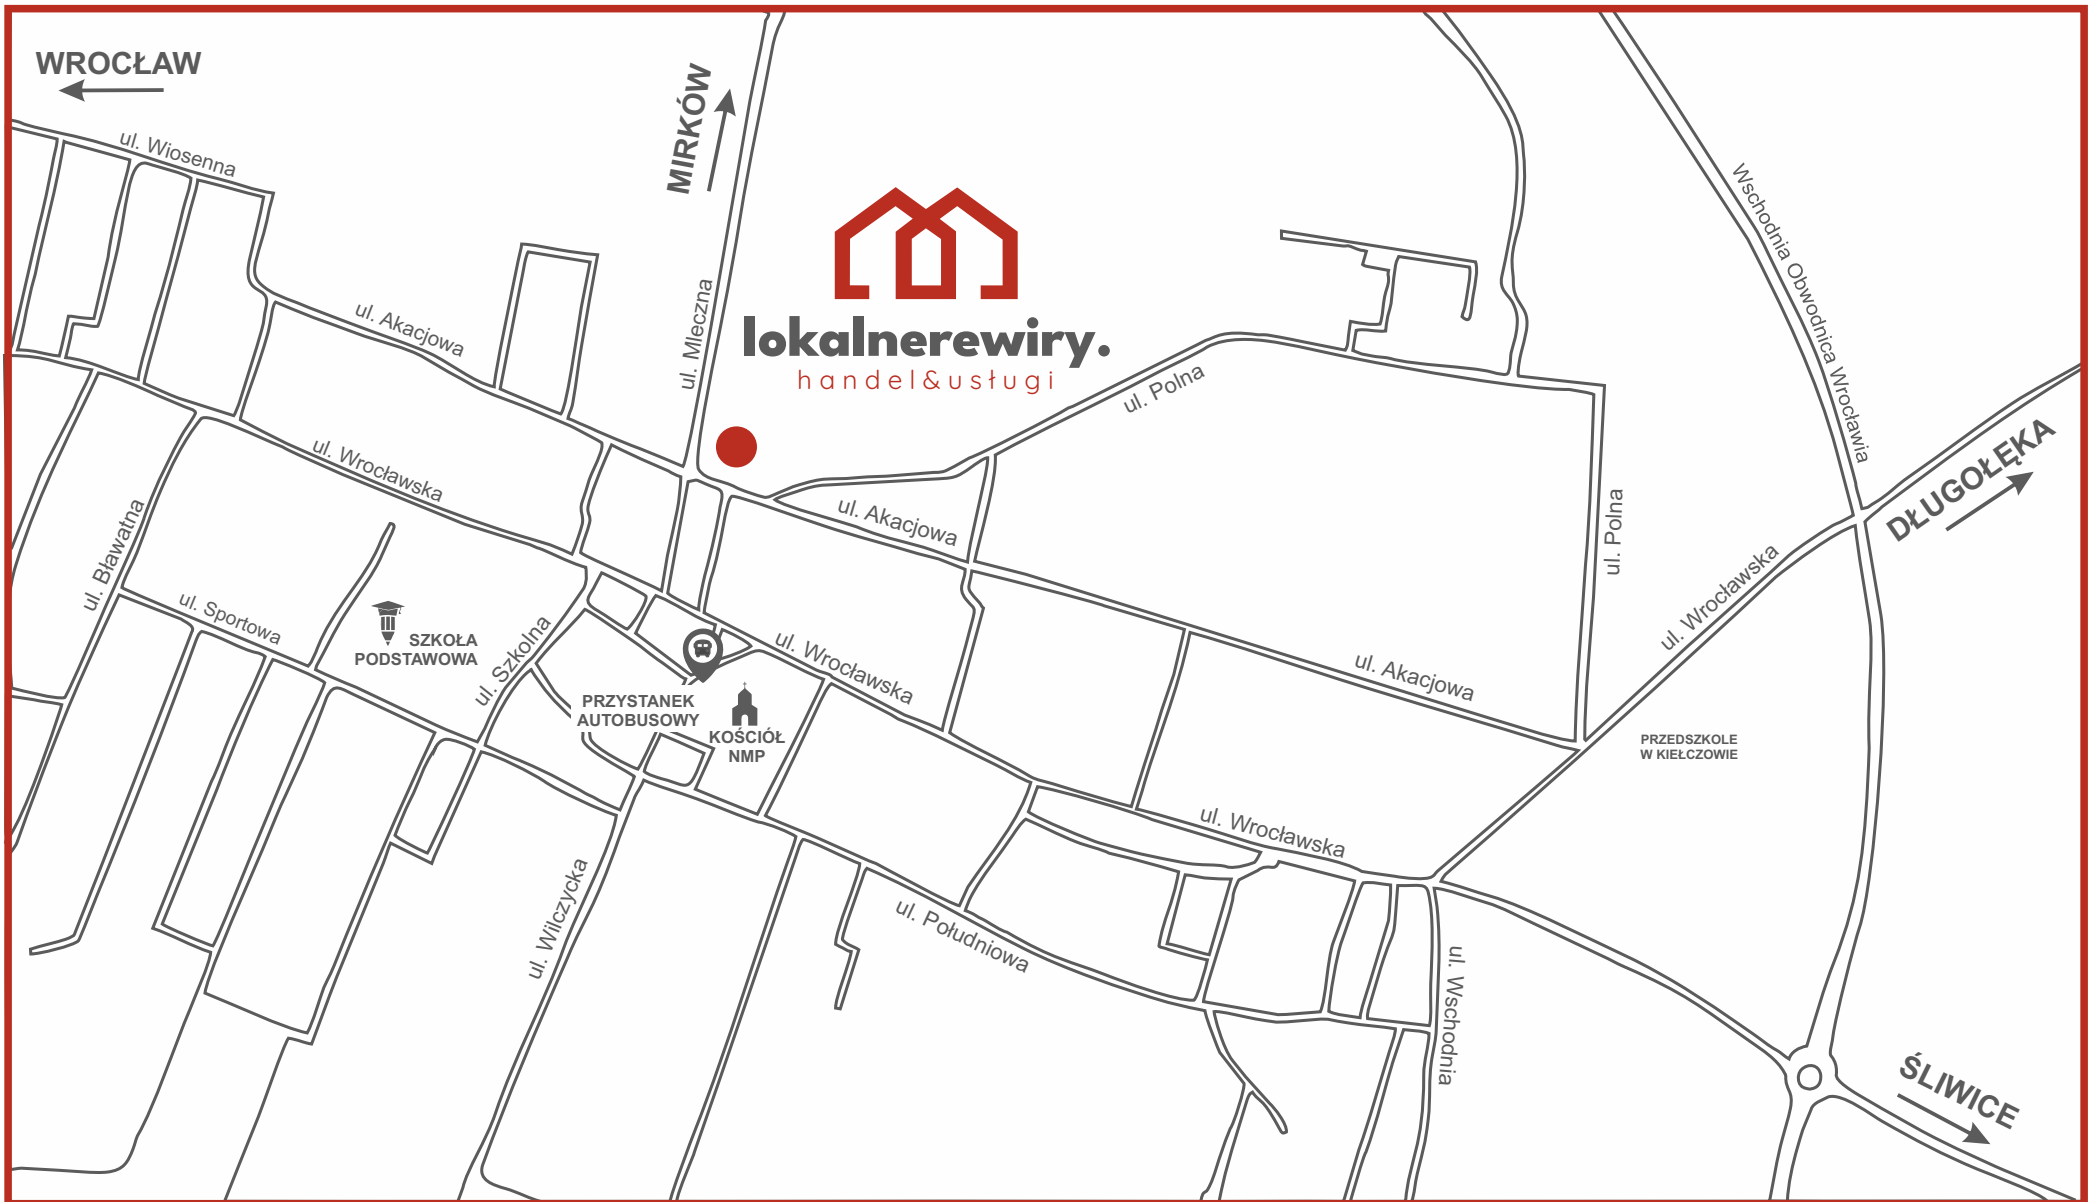 WROCŁAW
MIRKÓW
ul. Wiosenna
Wschodnia Obwodnica Wrocławia
ul. Akacjowa
ul. Mleczna
lokalnerewiry.
handel&usługi
ul. Polna
ul. Wrocławska
DŁUGOŁĘKA
ul. Akacjowa
ul. Polna
ul. Bławatna
ul. Sportowa
SZKOŁA
PODSTAWOWA
ul. Szkolna
ul. Wrocławska
ul. Wrocławska
ul. Akacjowa
PRZYSTANEK
AUTOBUSOWY
KOŚCIÓŁ
NMP
PRZEDSZKOLE
W KIEŁCZOWIE
ul. Wrocławska
ul. Wilczycka
ul. Południowa
ul. Wschodnia
ŚLIWICE